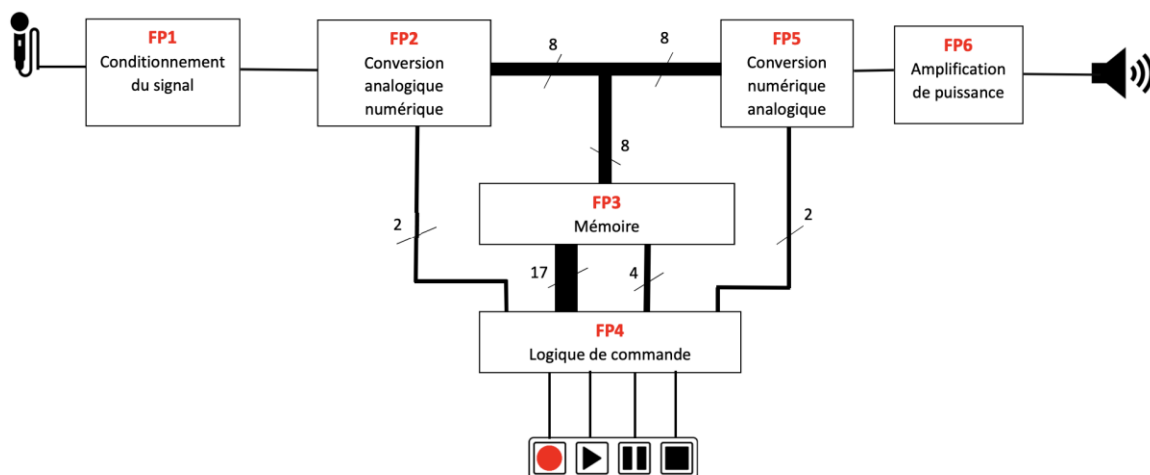 FP1
Conditionnement
du signal
FP2
Conversion
analogique
numérique
8
8
FP5
Conversion
numérique
analogique
FP6
Amplification
de puissance
8
FP3
Mémoire
2
17
4
2
FP4
Logique de commande